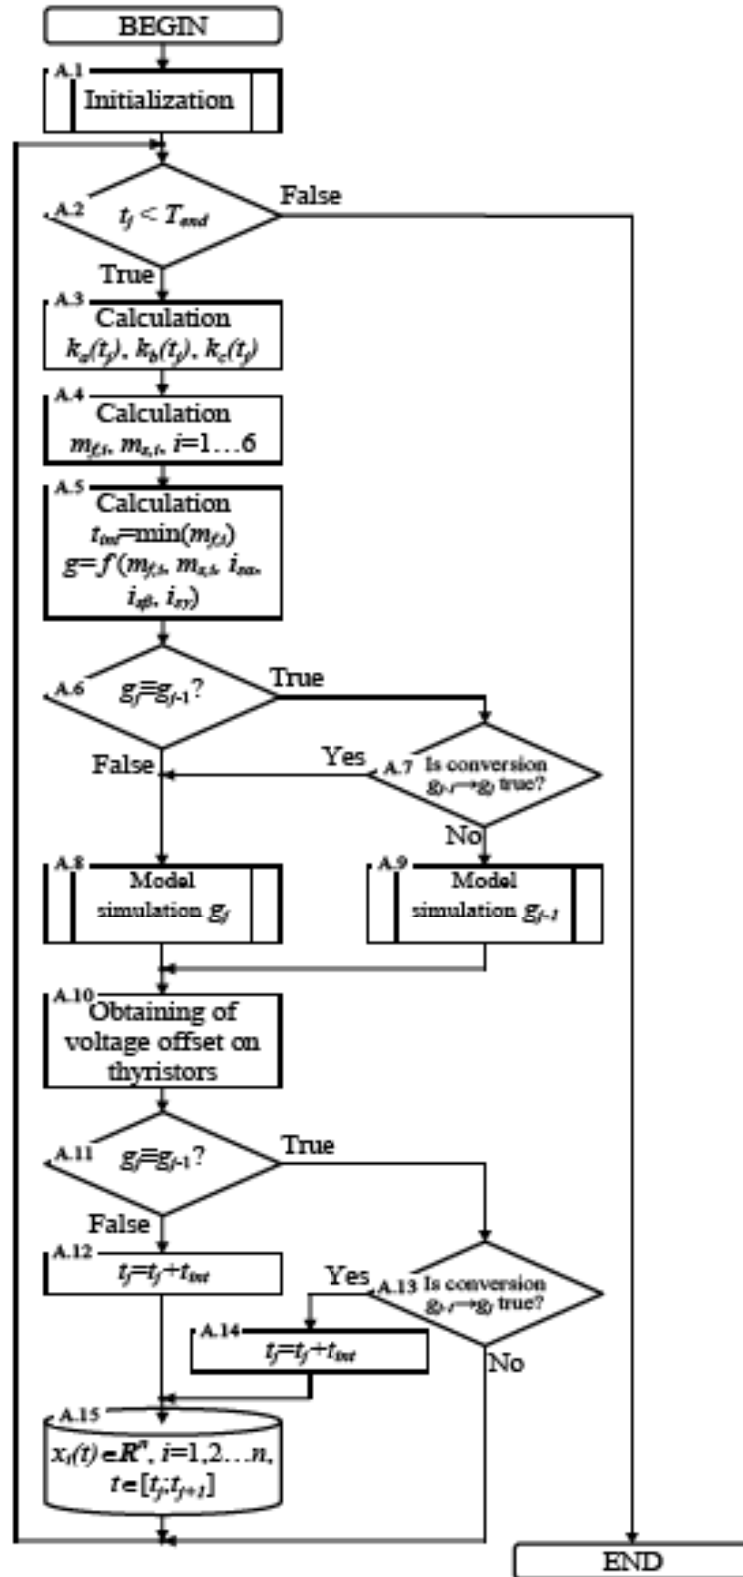 BEGIN
A.1
Initialization
A.2 t_j < T_end
False
True
A.3
Calculation
k_a(t_j), k_b(t_j), k_c(t_j)
A.4
Calculation
m_f,i, m_z,i, i=1…6
A.5
Calculation
t_int=min(m_f,i)
g=f(m_f,i, m_z,i, i_sα,
i_sβ, i_sy)
A.6 g_j≡g_j-1?
True
False
Yes
A.7 Is conversion
g_j-1→g_j true?
No
A.8
Model
simulation g_j
A.9
Model
simulation g_j-1
A.10
Obtaining of
voltage offset on
thyristors
A.11 g_j≡g_j-1?
True
False
A.12
t_j=t_j+t_int
Yes
A.13 Is conversion
g_j-1→g_j true?
A.14
t_j=t_j+t_int
No
A.15
x_i(t)∈R^n, i=1,2…n,
t∈[t_j;t_j+1]
END